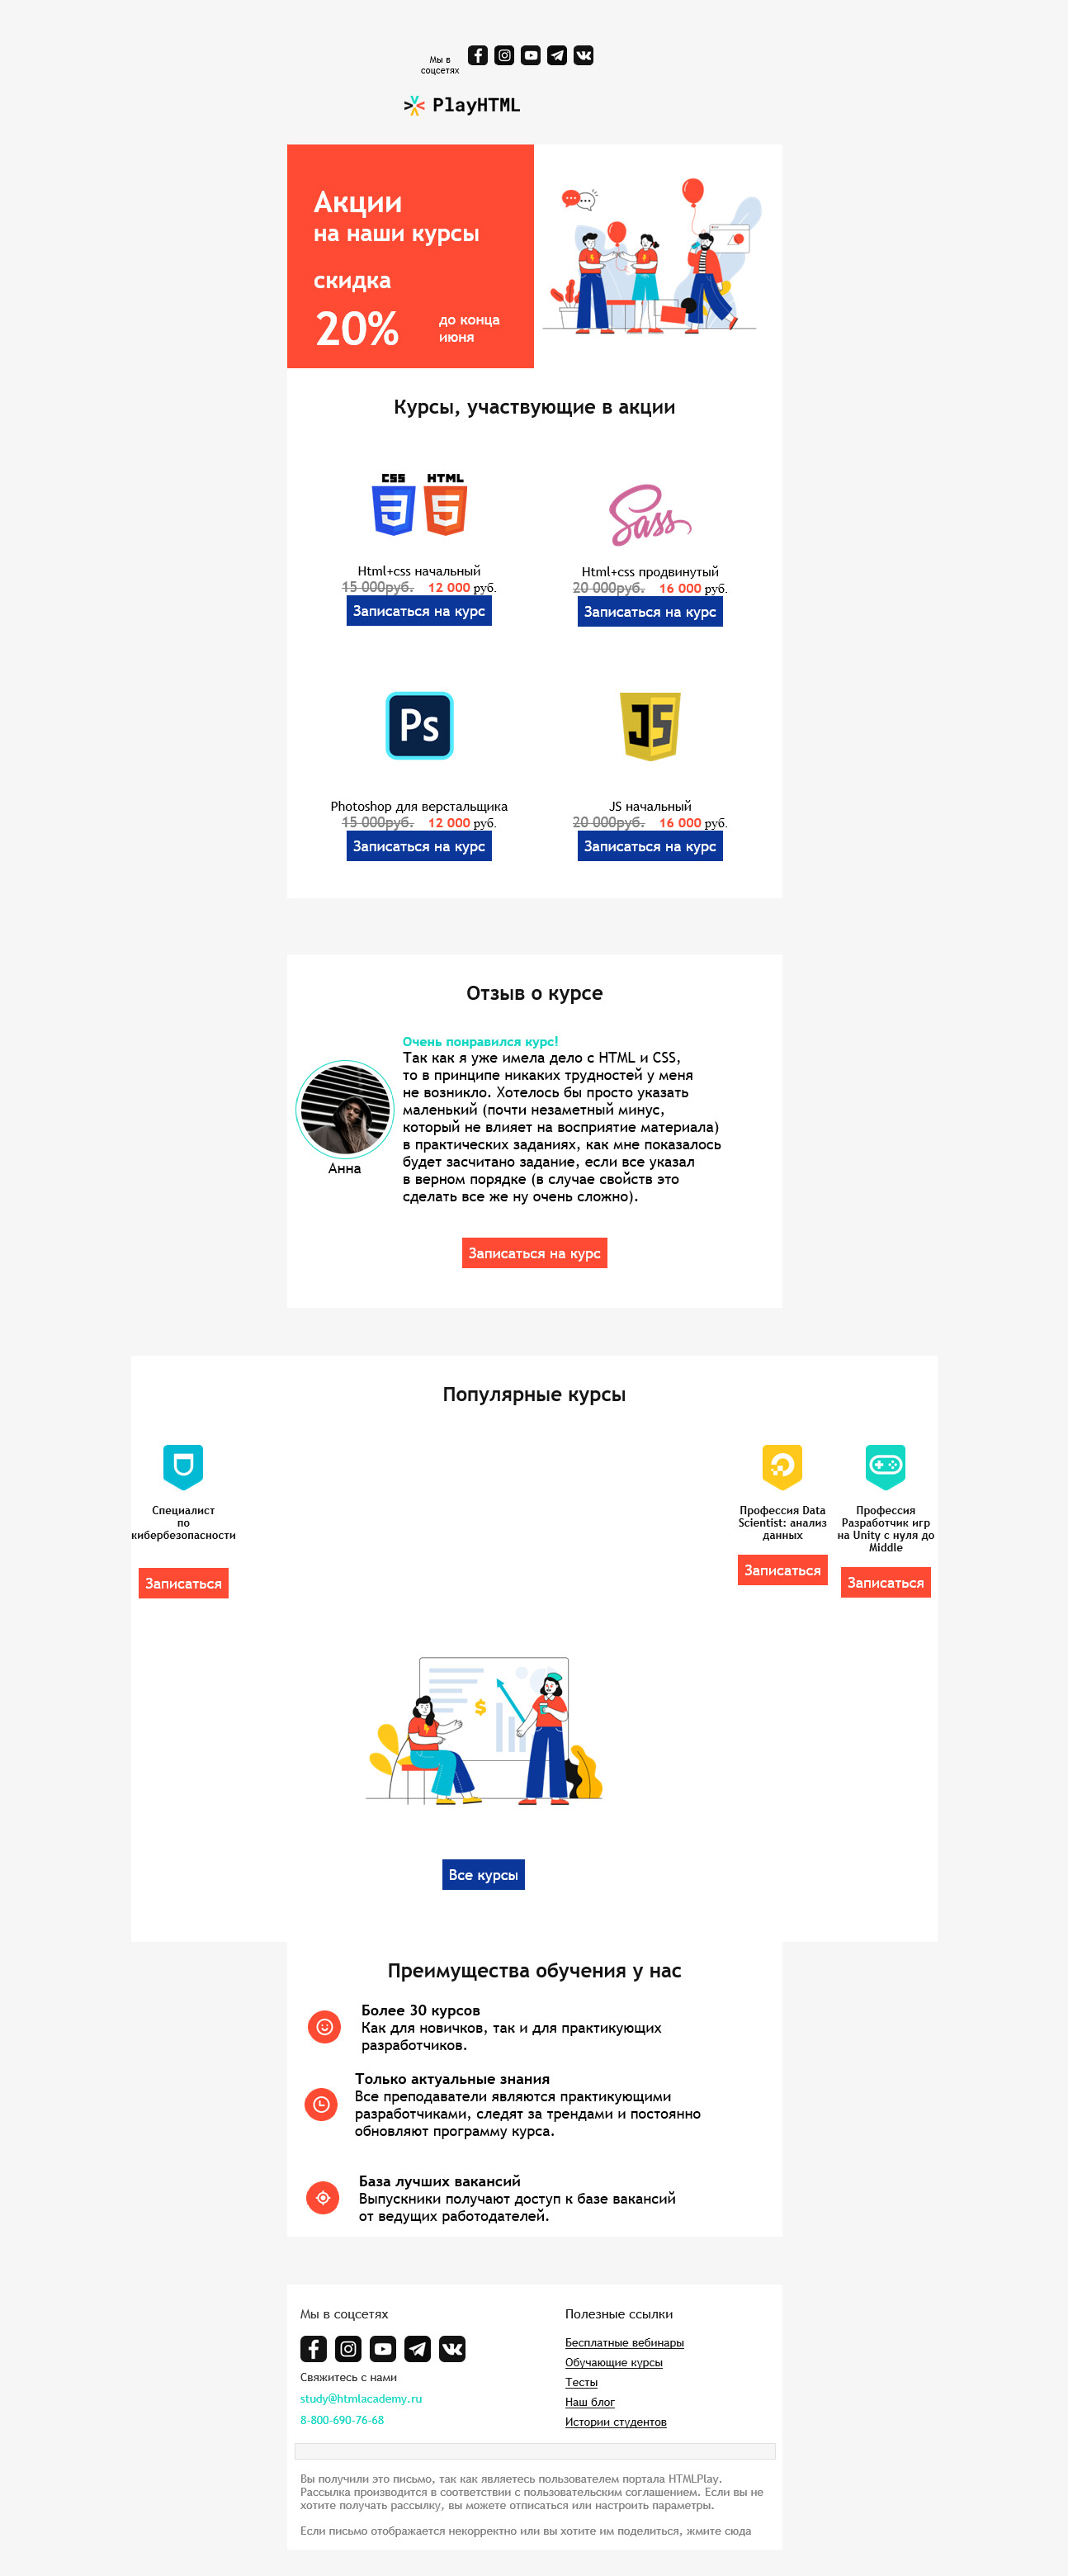 Мы в
соцсетях
PlayHTML
Акции
на наши курсы
скидка
20%
до конца
июня
Курсы, участвующие в акции
CSS HTML
Html+css начальный
15 000руб. 12 000 руб.
Записаться на курс
Sass
Html+css продвинутый
20 000руб. 16 000 руб.
Записаться на курс
Ps
Photoshop для верстальщика
15 000руб. 12 000 руб.
Записаться на курс
JS
JS начальный
20 000руб. 16 000 руб.
Записаться на курс
Отзыв о курсе
Анна
Очень понравился курс!
Так как я уже имела дело с HTML и CSS,
то в принципе никаких трудностей у меня
не возникло. Хотелось бы просто указать
маленький (почти незаметный минус,
который не влияет на восприятие материала)
в практических заданиях, как мне показалось
будет засчитано задание, если все указал
в верном порядке (в случае свойств это
сделать все же ну очень сложно).
Записаться на курс
Популярные курсы
Специалист
по
кибербезопасности
Записаться
Профессия Data
Scientist: анализ
данных
Записаться
Профессия
Разработчик игр
на Unity с нуля до
Middle
Записаться
$
Все курсы
Преимущества обучения у нас
Более 30 курсов
Как для новичков, так и для практикующих
разработчиков.
Только актуальные знания
Все преподаватели являются практикующими
разработчиками, следят за трендами и постоянно
обновляют программу курса.
База лучших вакансий
Выпускники получают доступ к базе вакансий
от ведущих работодателей.
Мы в соцсетях
Свяжитесь с нами
study@htmlacademy.ru
8-800-690-76-68
Полезные ссылки
Бесплатные вебинары
Обучающие курсы
Тесты
Наш блог
Истории студентов
Вы получили это письмо, так как являетесь пользователем портала HTMLPlay.
Рассылка производится в соответствии с пользовательским соглашением. Если вы не
хотите получать рассылку, вы можете отписаться или настроить параметры.
Если письмо отображается некорректно или вы хотите им поделиться, жмите сюда